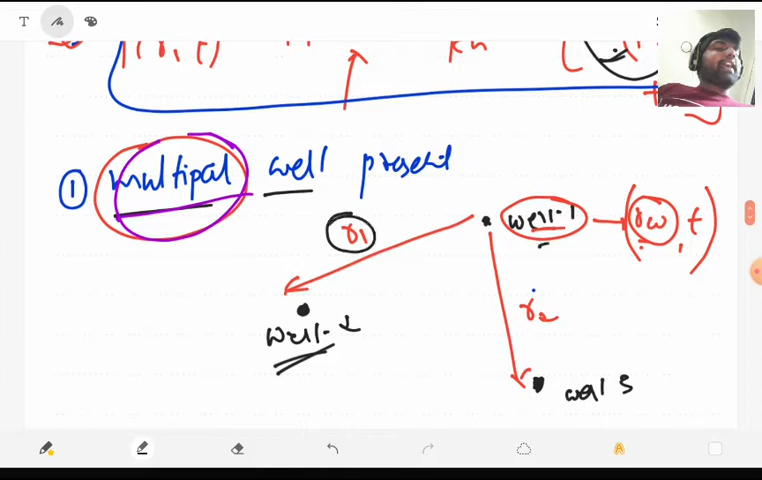 ① multipal well present
r1 well-1 (rw, t)
well-2
r2
well 3